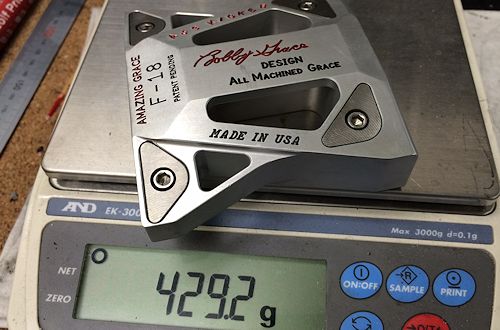 Bobby Grace
DESIGN
ALL MACHINED GRACE
AMAZING GRACE
F-18
PATENT PENDING
MADE IN USA
AND EK-300
Max 3000g d=0.1g
NET
ZERO
429.2 g
ON:OFF
SAMPLE
PRINT